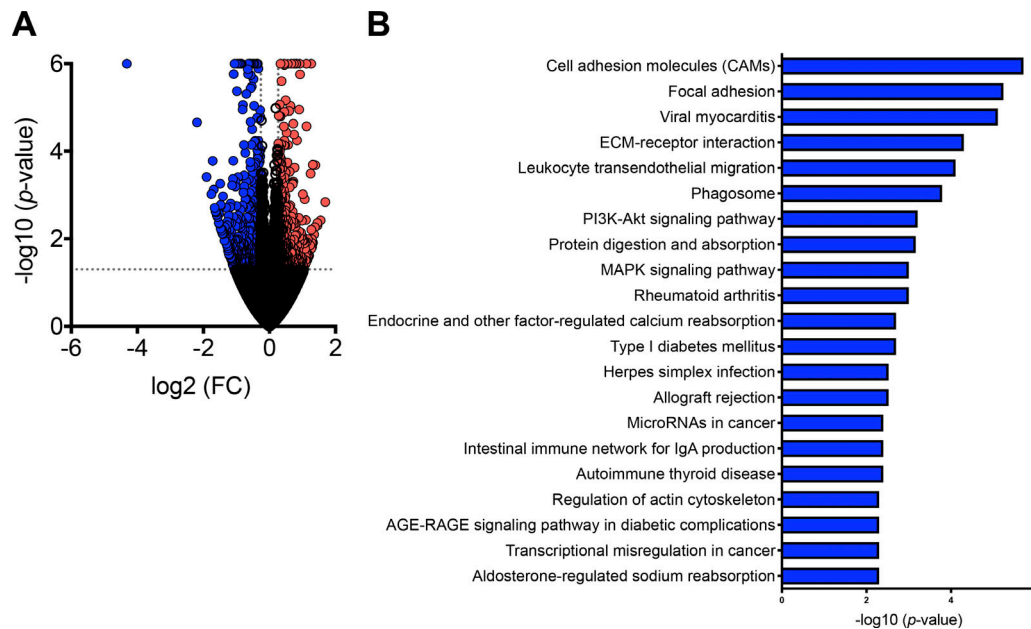 A
6
4
2
0
-6
-4
-2
0
2
-log10 (p-value)
log2 (FC)
B
Cell adhesion molecules (CAMs)
Focal adhesion
Viral myocarditis
ECM-receptor interaction
Leukocyte transendothelial migration
Phagosome
PI3K-Akt signaling pathway
Protein digestion and absorption
MAPK signaling pathway
Rheumatoid arthritis
Endocrine and other factor-regulated calcium reabsorption
Type I diabetes mellitus
Herpes simplex infection
Allograft rejection
MicroRNAs in cancer
Intestinal immune network for IgA production
Autoimmune thyroid disease
Regulation of actin cytoskeleton
AGE-RAGE signaling pathway in diabetic complications
Transcriptional misregulation in cancer
Aldosterone-regulated sodium reabsorption
0
2
4
-log10 (p-value)